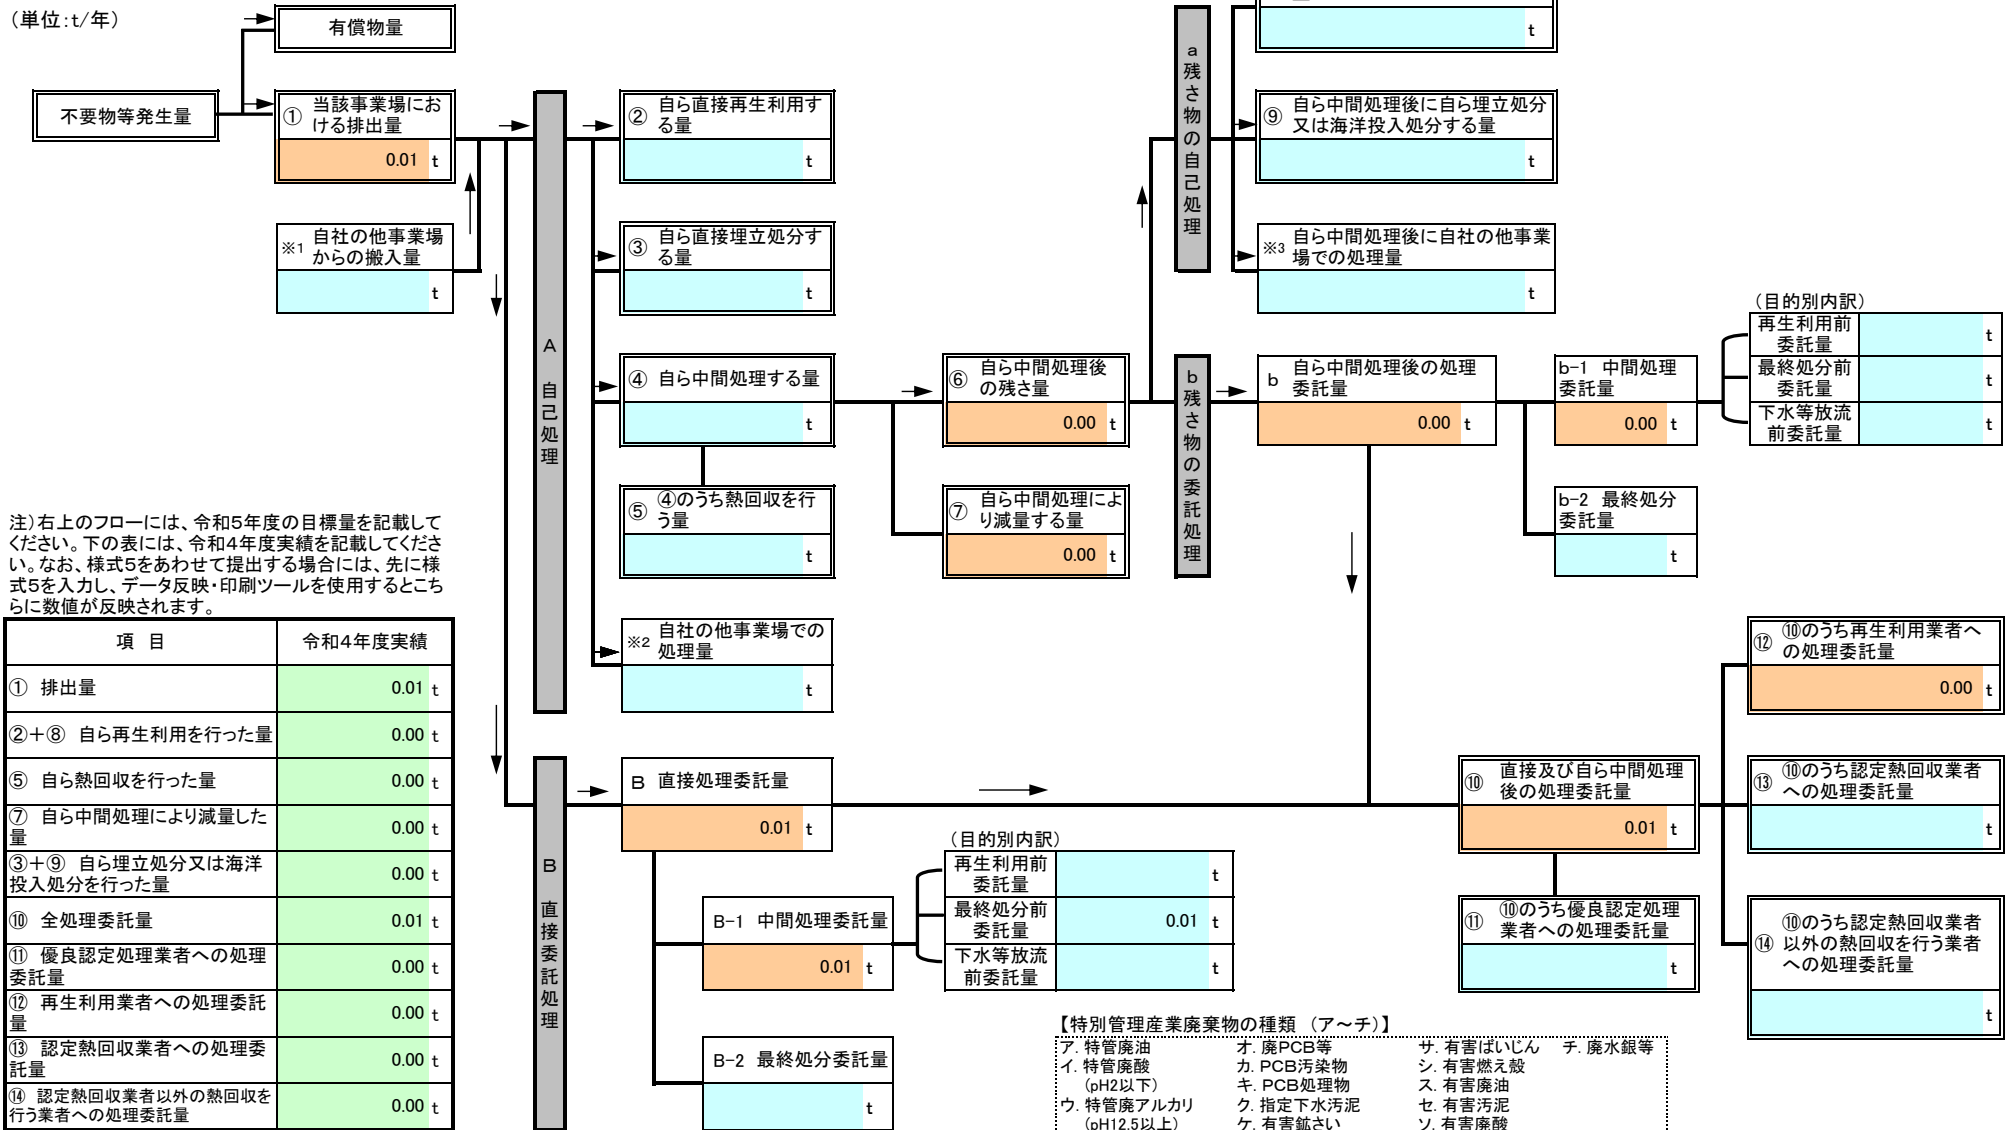 （単位：t/年）
有償物量
不要物等発生量
① 当該事業場における排出量
0.01 t
※1 自社の他事業場からの搬入量
t
A 自己処理
② 自ら直接再生利用する量
t
③ 自ら直接埋立処分する量
t
④ 自ら中間処理する量
t
⑤ ④のうち熱回収を行う量
t
※2 自社の他事業場での処理量
t
⑥ 自ら中間処理後の残さ量
0.00 t
⑦ 自ら中間処理により減量する量
0.00 t
a 残さ物の自己処理
t
⑨ 自ら中間処理後に自ら埋立処分又は海洋投入処分する量
t
※3 自ら中間処理後に自社の他事業場での処理量
t
b 残さ物の委託処理
b 自ら中間処理後の処理委託量
0.00 t
b-1 中間処理委託量
0.00 t
b-2 最終処分委託量
t
（目的別内訳）
再生利用前委託量 t
最終処分前委託量 t
下水等放流前委託量 t
注）右上のフローには、令和5年度の目標量を記載して
ください。下の表には、令和4年度実績を記載してくださ
い。なお、様式5をあわせて提出する場合には、先に様
式5を入力し、データ反映・印刷ツールを使用するとこち
らに数値が反映されます。
項 目 令和4年度実績
① 排出量 0.01 t
②＋⑧ 自ら再生利用を行った量 0.00 t
⑤ 自ら熱回収を行った量 0.00 t
⑦ 自ら中間処理により減量した量 0.00 t
③＋⑨ 自ら埋立処分又は海洋投入処分を行った量 0.00 t
⑩ 全処理委託量 0.01 t
⑪ 優良認定処理業者への処理委託量 0.00 t
⑫ 再生利用業者への処理委託量 0.00 t
⑬ 認定熱回収業者への処理委託量 0.00 t
⑭ 認定熱回収業者以外の熱回収を行う業者への処理委託量 0.00 t
B 直接委託処理
B 直接処理委託量
0.01 t
B-1 中間処理委託量
0.01 t
B-2 最終処分委託量
t
（目的別内訳）
再生利用前委託量 t
最終処分前委託量 0.01 t
下水等放流前委託量 t
⑩ 直接及び自ら中間処理後の処理委託量
0.01 t
⑪ ⑩のうち優良認定処理業者への処理委託量
t
⑫ ⑩のうち再生利用業者への処理委託量
0.00 t
⑬ ⑩のうち認定熱回収業者への処理委託量
t
⑭ ⑩のうち認定熱回収業者以外の熱回収を行う業者への処理委託量
t
【特別管理産業廃棄物の種類 （ア～チ）】
ア. 特管廃油 オ. 廃PCB等 サ. 有害ばいじん チ. 廃水銀等
イ. 特管廃酸 カ. PCB汚染物 シ. 有害燃え殻
（pH2以下） キ. PCB処理物 ス. 有害廃油
ウ. 特管廃アルカリ ク. 指定下水汚泥 セ. 有害汚泥
（pH12.5以上） ケ. 有害鉱さい ソ. 有害廃酸